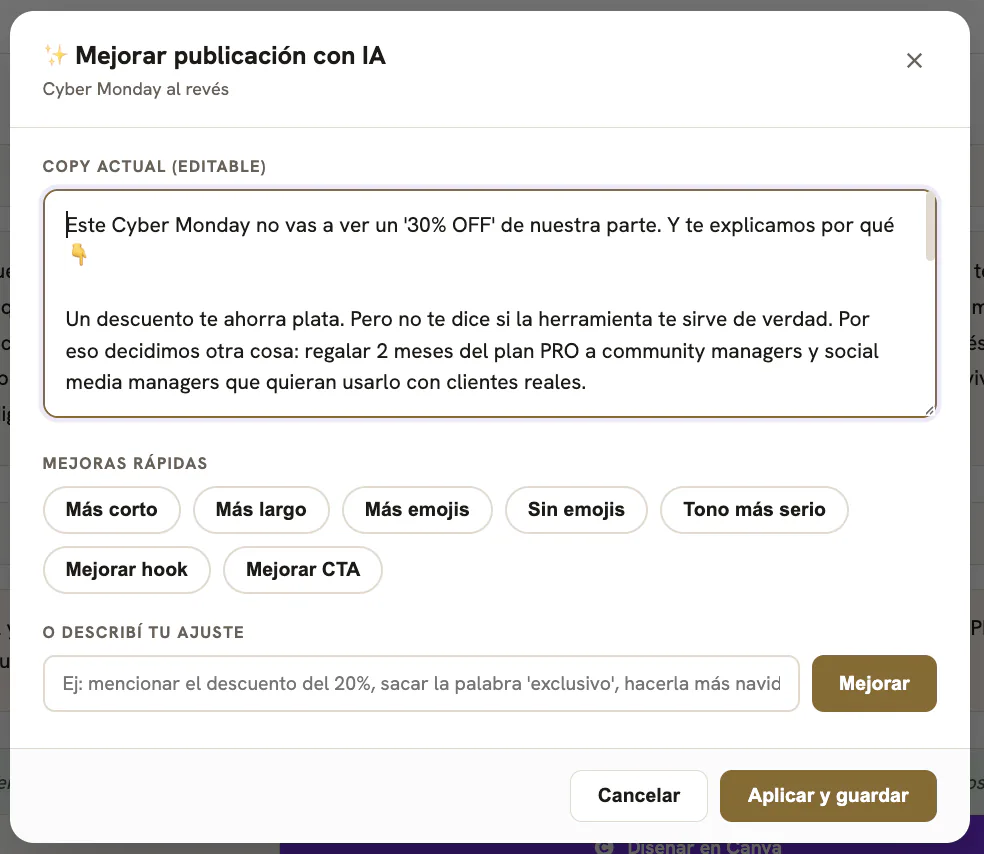 ✨ Mejorar publicación con IA
Cyber Monday al revés
COPY ACTUAL (EDITABLE)
Este Cyber Monday no vas a ver un '30% OFF' de nuestra parte. Y te explicamos por qué
👇
Un descuento te ahorra plata. Pero no te dice si la herramienta te sirve de verdad. Por
eso decidimos otra cosa: regalar 2 meses del plan PRO a community managers y social
media managers que quieran usarlo con clientes reales.
MEJORAS RÁPIDAS
Más corto
Más largo
Más emojis
Sin emojis
Tono más serio
Mejorar hook
Mejorar CTA
O DESCRIBÍ TU AJUSTE
Ej: mencionar el descuento del 20%, sacar la palabra 'exclusivo', hacerla más navid
Mejorar
Cancelar
Aplicar y guardar
Diseñar en Canva